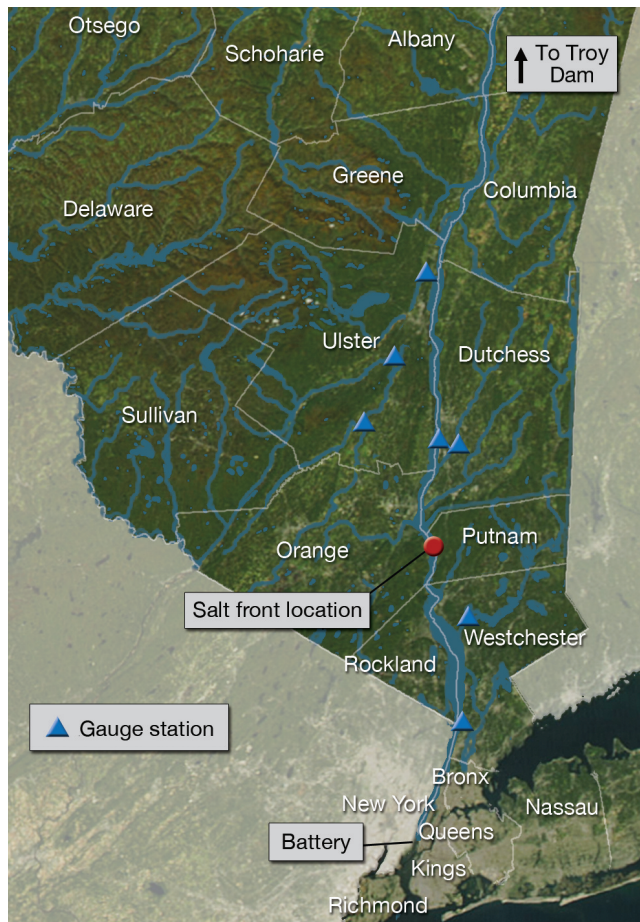 Otsego
Schoharie
Albany
To Troy
Dam
Greene
Columbia
Delaware
Ulster
Dutchess
Sullivan
Orange
Putnam
Salt front location
Westchester
Rockland
Gauge station
Bronx
New York
Nassau
Battery
Queens
Kings
Richmond